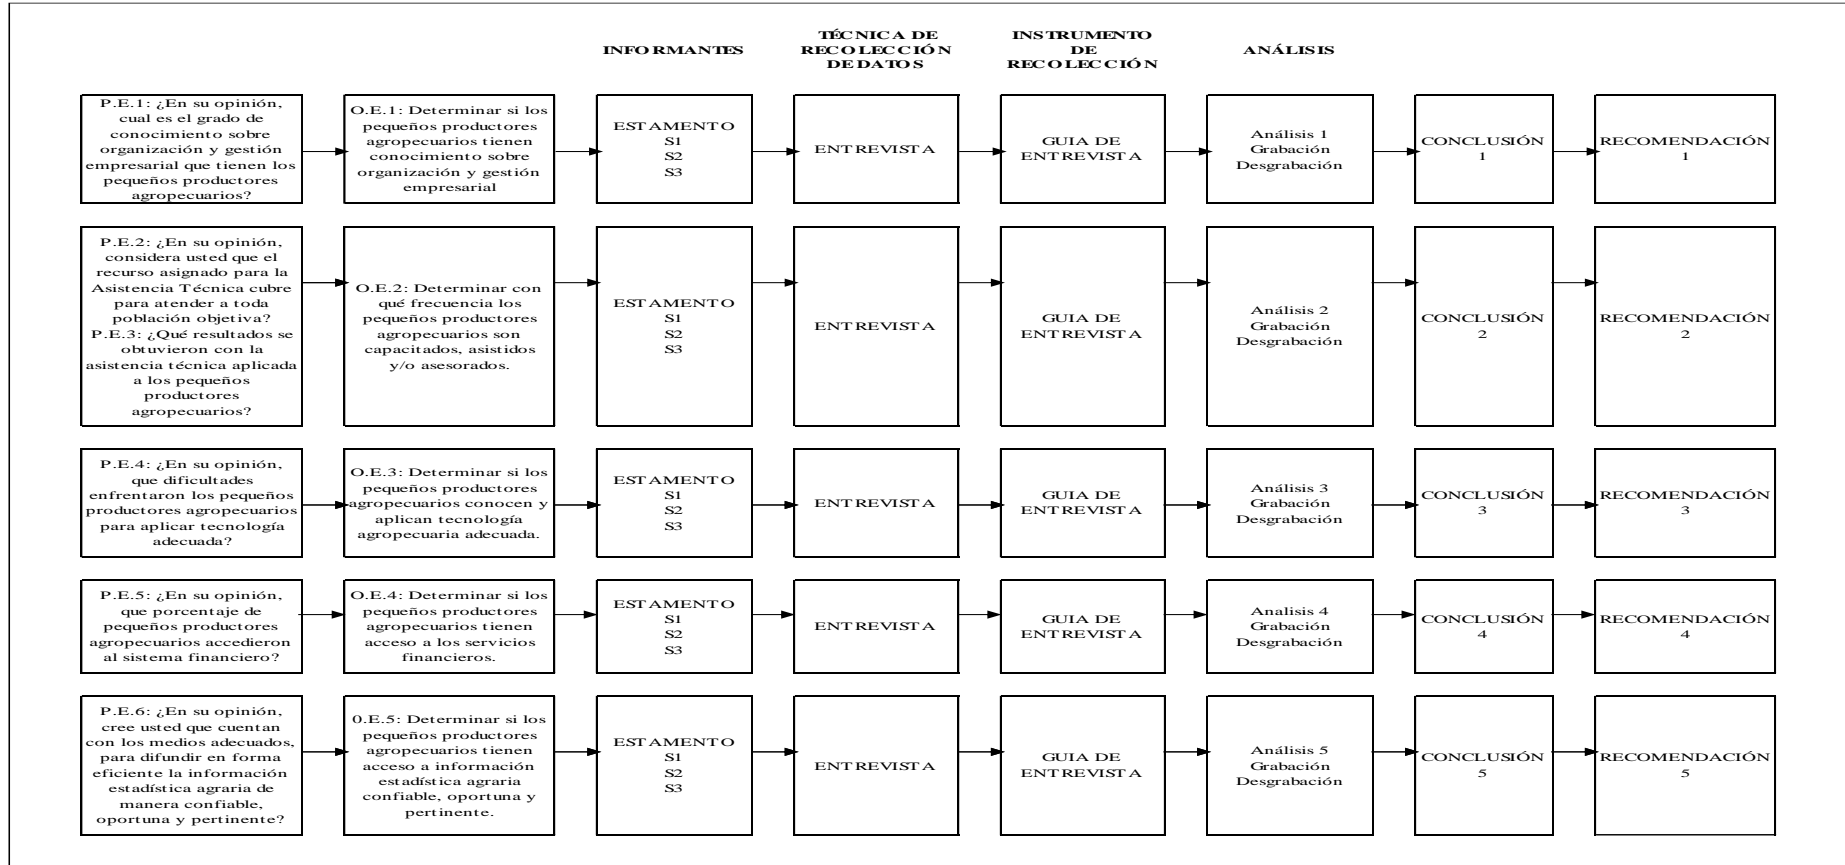 INFORMANTES
TÉCNICA DE
RECOLECCIÓN
DE DATOS
INSTRUMENTO
DE
RECOLECCIÓN
ANÁLISIS
P.E.1: ¿En su opinión,
cual es el grado de
conocimiento sobre
organización y gestión
empresarial que tienen los
pequeños productores
agropecuarios?
O.E.1: Determinar si los
pequeños productores
agropecuarios tienen
conocimiento sobre
organización y gestión
empresarial
ESTAMENTO
S1
S2
S3
ENTREVISTA
GUIA DE
ENTREVISTA
Análisis 1
Grabación
Desgrabación
CONCLUSIÓN
1
RECOMENDACIÓN
1
P.E.2: ¿En su opinión,
considera usted que el
recurso asignado para la
Asistencia Técnica cubre
para atender a toda
población objetiva?
P.E.3: ¿Qué resultados se
obtuvieron con la
asistencia técnica aplicada
a los pequeños
productores
agropecuarios?
O.E.2: Determinar con
qué frecuencia los
pequeños productores
agropecuarios son
capacitados, asistidos
y/o asesorados.
ESTAMENTO
S1
S2
S3
ENTREVISTA
GUIA DE
ENTREVISTA
Análisis 2
Grabación
Desgrabación
CONCLUSIÓN
2
RECOMENDACIÓN
2
P.E.4: ¿En su opinión,
que dificultades
enfrentaron los pequeños
productores agropecuarios
para aplicar tecnología
adecuada?
O.E.3: Determinar si los
pequeños productores
agropecuarios conocen y
aplican tecnología
agropecuaria adecuada.
ESTAMENTO
S1
S2
S3
ENTREVISTA
GUIA DE
ENTREVISTA
Análisis 3
Grabación
Desgrabación
CONCLUSIÓN
3
RECOMENDACIÓN
3
P.E.5: ¿En su opinión,
que porcentaje de
pequeños productores
agropecuarios accedieron
al sistema financiero?
O.E.4: Determinar si los
pequeños productores
agropecuarios tienen
acceso a los servicios
financieros.
ESTAMENTO
S1
S2
S3
ENTREVISTA
GUIA DE
ENTREVISTA
Analisis 4
Grabación
Desgrabación
CONCLUSIÓN
4
RECOMENDACIÓN
4
P.E.6: ¿En su opinión,
cree usted que cuentan
con los medios adecuados,
para difundir en forma
eficiente la información
estadística agraria de
manera confiable,
oportuna y pertinente?
0.E.5: Determinar si los
pequeños productores
agropecuarios tienen
acceso a información
estadística agraria
confiable, oportuna y
pertinente.
ESTAMENTO
S1
S2
S3
ENTREVISTA
GUIA DE
ENTREVISTA
Análisis 5
Grabación
Desgrabación
CONCLUSIÓN
5
RECOMENDACIÓN
5